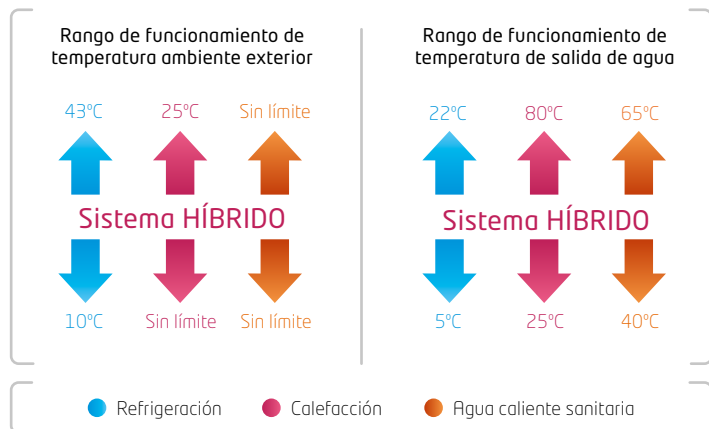 Rango de funcionamiento de
temperatura ambiente exterior
43ºC 25ºC Sin límite
Sistema HÍBRIDO
10ºC Sin límite Sin límite
Rango de funcionamiento de
temperatura de salida de agua
22ºC 80ºC 65ºC
Sistema HÍBRIDO
5ºC 25ºC 40ºC
Refrigeración Calefacción Agua caliente sanitaria